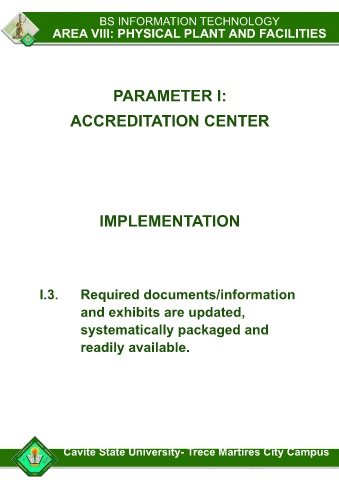 BS INFORMATION TECHNOLOGY
AREA VIII: PHYSICAL PLANT AND FACILITIES
PARAMETER I:
ACCREDITATION CENTER
IMPLEMENTATION
I.3. Required documents/information
and exhibits are updated,
systematically packaged and
readily available.
Cavite State University- Trece Martires City Campus